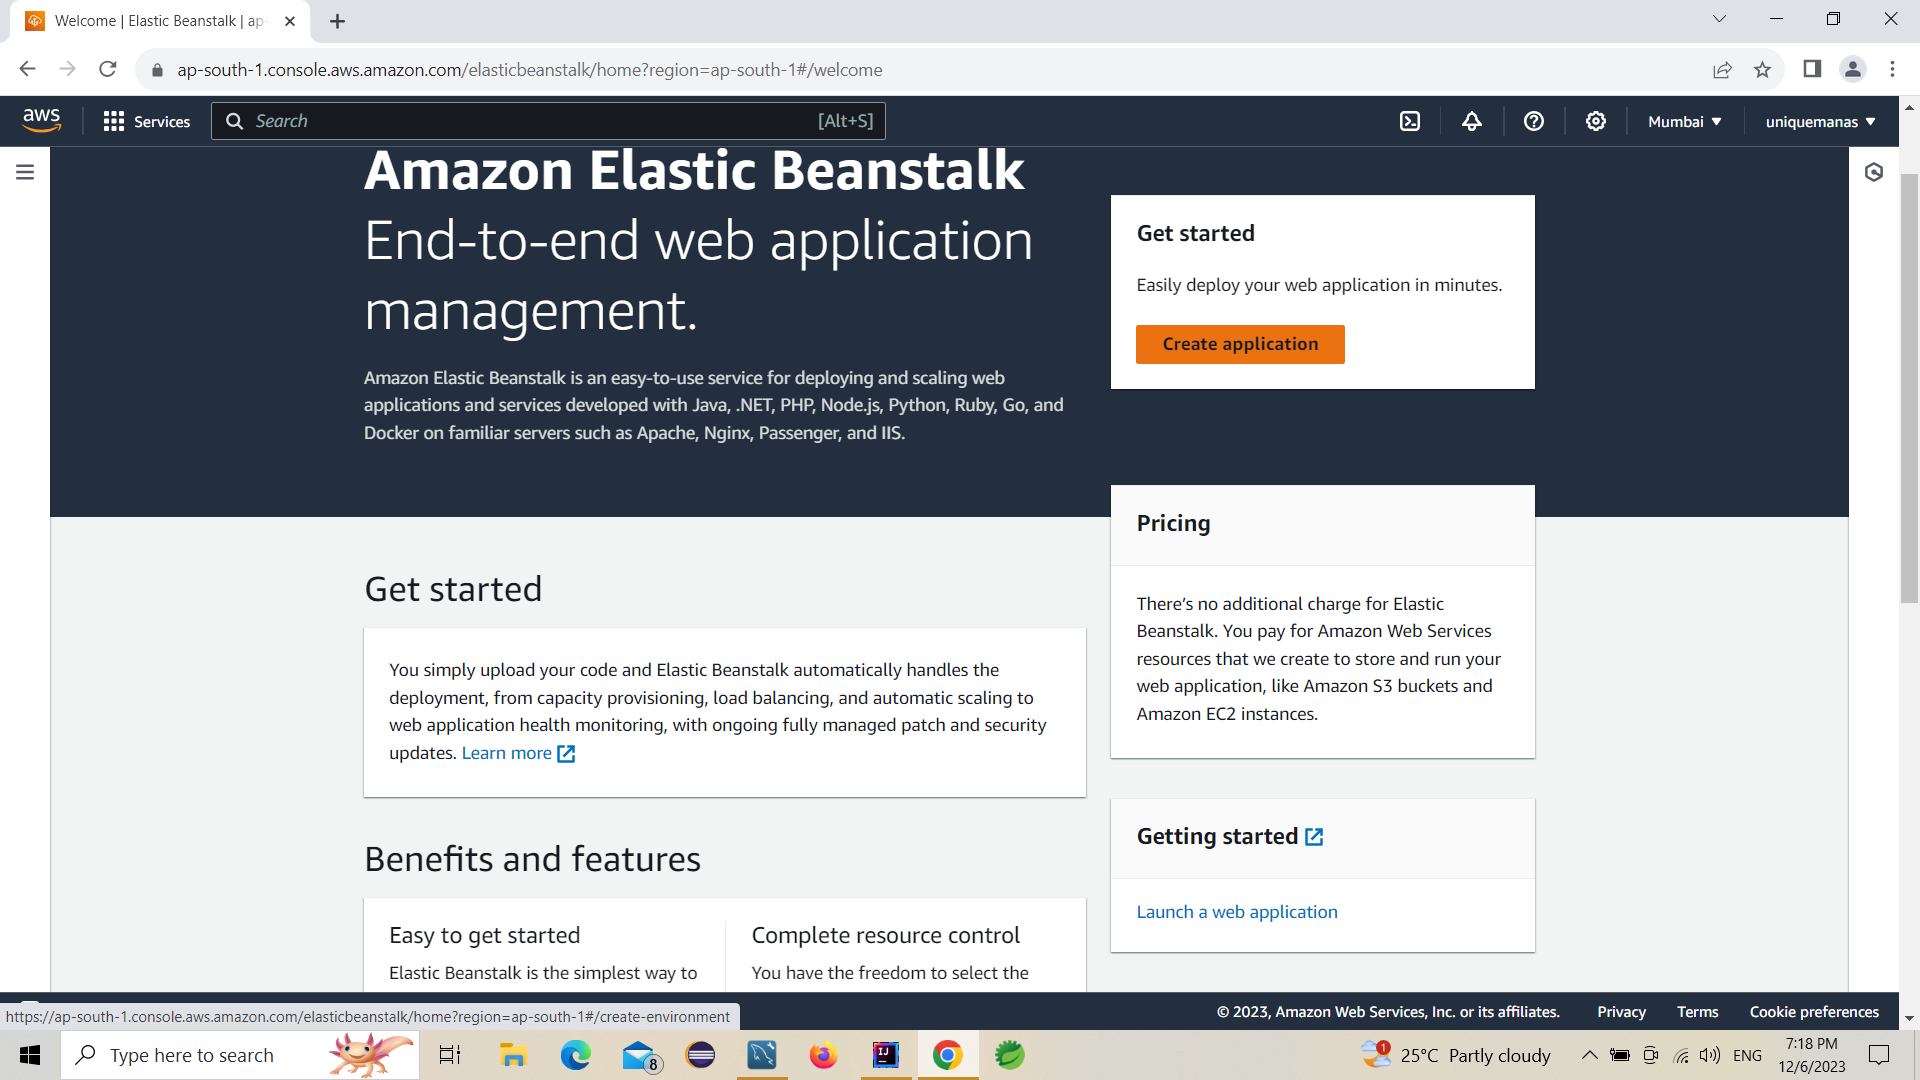 Welcome | Elastic Beanstalk | ap-
ap-south-1.console.aws.amazon.com/elasticbeanstalk/home?region=ap-south-1#/welcome
aws
Services
Search
[Alt+S]
Mumbai
uniquemanas
Amazon Elastic Beanstalk
End-to-end web application
management.
Amazon Elastic Beanstalk is an easy-to-use service for deploying and scaling web
applications and services developed with Java, .NET, PHP, Node.js, Python, Ruby, Go, and
Docker on familiar servers such as Apache, Nginx, Passenger, and IIS.
Get started
Easily deploy your web application in minutes.
Create application
Pricing
There's no additional charge for Elastic
Beanstalk. You pay for Amazon Web Services
resources that we create to store and run your
web application, like Amazon S3 buckets and
Amazon EC2 instances.
Get started
You simply upload your code and Elastic Beanstalk automatically handles the
deployment, from capacity provisioning, load balancing, and automatic scaling to
web application health monitoring, with ongoing fully managed patch and security
updates. Learn more
Getting started
Launch a web application
Benefits and features
Easy to get started
Elastic Beanstalk is the simplest way to
Complete resource control
You have the freedom to select the
https://ap-south-1.console.aws.amazon.com/elasticbeanstalk/home?region=ap-south-1#/create-environment
© 2023, Amazon Web Services, Inc. or its affiliates.
Privacy
Terms
Cookie preferences
Type here to search
8
IJ
1
25°C Partly cloudy
ENG
7:18 PM
12/6/2023